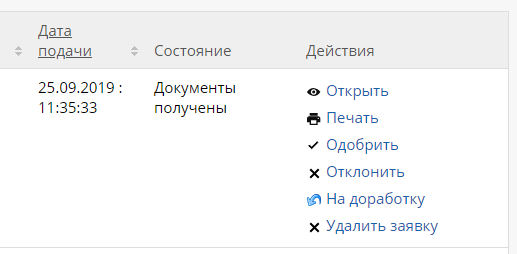 Дата
подачи
Состояние
Действия
25.09.2019 :
11:35:33
Документы
получены
Открыть
Печать
Одобрить
Отклонить
На доработку
Удалить заявку